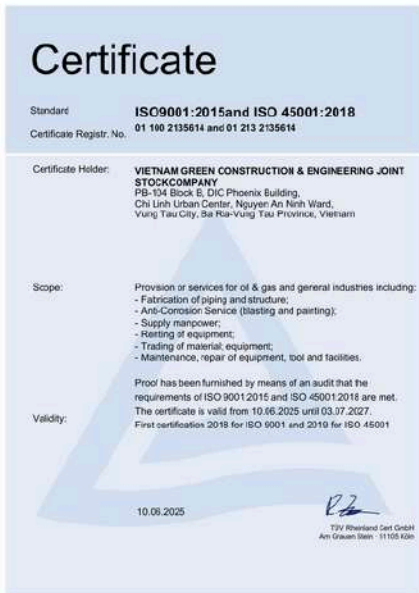 Certificate
Standard ISO9001:2015and ISO 45001:2018
Certificate Registr. No. 01 100 2135614 and 01 213 2135614
Certificate Holder: VIETNAM GREEN CONSTRUCTION & ENGINEERING JOINT
STOCKCOMPANY
PB-104 Block B, DIC Phoenix Building,
Chi Linh Urban Center, Nguyen An Ninh Ward,
Vung Tau City, Ba Ria-Vung Tau Province, Vietnam
Scope: Provision or services for oil & gas and general industries including:
- Fabrication of piping and structure;
- Anti-Corrosion Service (blasting and painting);
- Supply manpower;
- Renting of equipment;
- Trading of material, equipment;
- Maintenance, repair of equipment, tool and facilities.
Proof has been furnished by means of an audit that the
requirements of ISO 9001:2015 and ISO 45001:2018 are met.
Validity: The certificate is valid from 10.06.2025 until 03.07.2027.
First certification 2018 for ISO 9001 and 2019 for ISO 45001
10.06.2025
TÜV Rheinland Cert GmbH
Am Grauen Stein · 51105 Köln